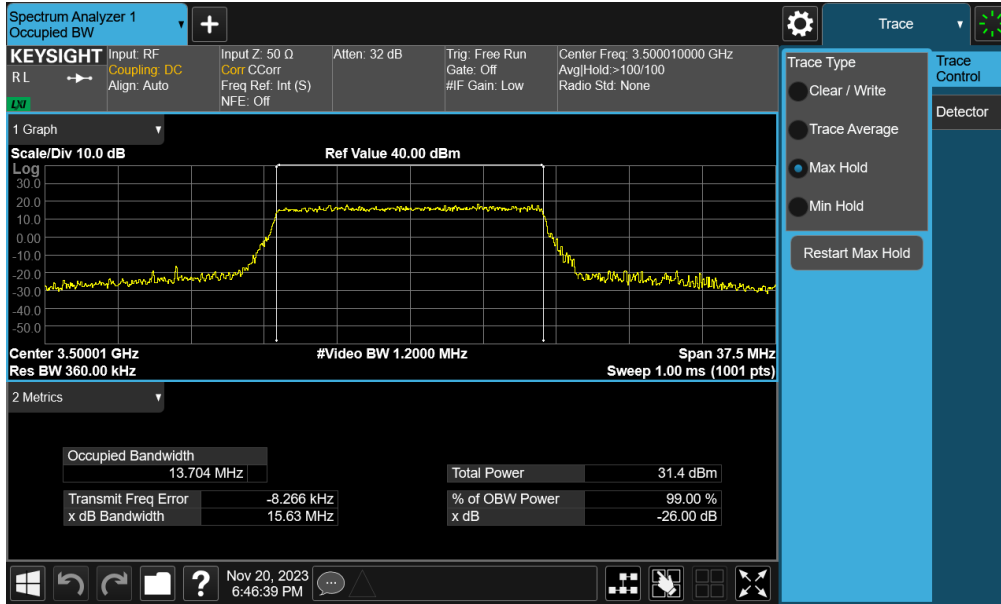 Spectrum Analyzer 1
Occupied BW
Trace
KEYSIGHT
R L
LXI
Input: RF
Coupling: DC
Align: Auto
Input Z: 50 Ω
Corr CCorr
Freq Ref: Int (S)
NFE: Off
Atten: 32 dB
Trig: Free Run
Gate: Off
#IF Gain: Low
Center Freq: 3.500010000 GHz
Avg|Hold:>100/100
Radio Std: None
Trace Type
Clear / Write
Trace Average
Max Hold
Min Hold
Restart Max Hold
Trace
Control
Detector
1 Graph
Scale/Div 10.0 dB
Ref Value 40.00 dBm
Log
30.0
20.0
10.0
0.00
-10.0
-20.0
-30.0
-40.0
-50.0
Center 3.50001 GHz
#Video BW 1.2000 MHz
Span 37.5 MHz
Res BW 360.00 kHz
Sweep 1.00 ms (1001 pts)
2 Metrics
Occupied Bandwidth
13.704 MHz
Total Power 31.4 dBm
Transmit Freq Error -8.266 kHz
% of OBW Power 99.00 %
x dB Bandwidth 15.63 MHz
x dB -26.00 dB
?
Nov 20, 2023
6:46:39 PM